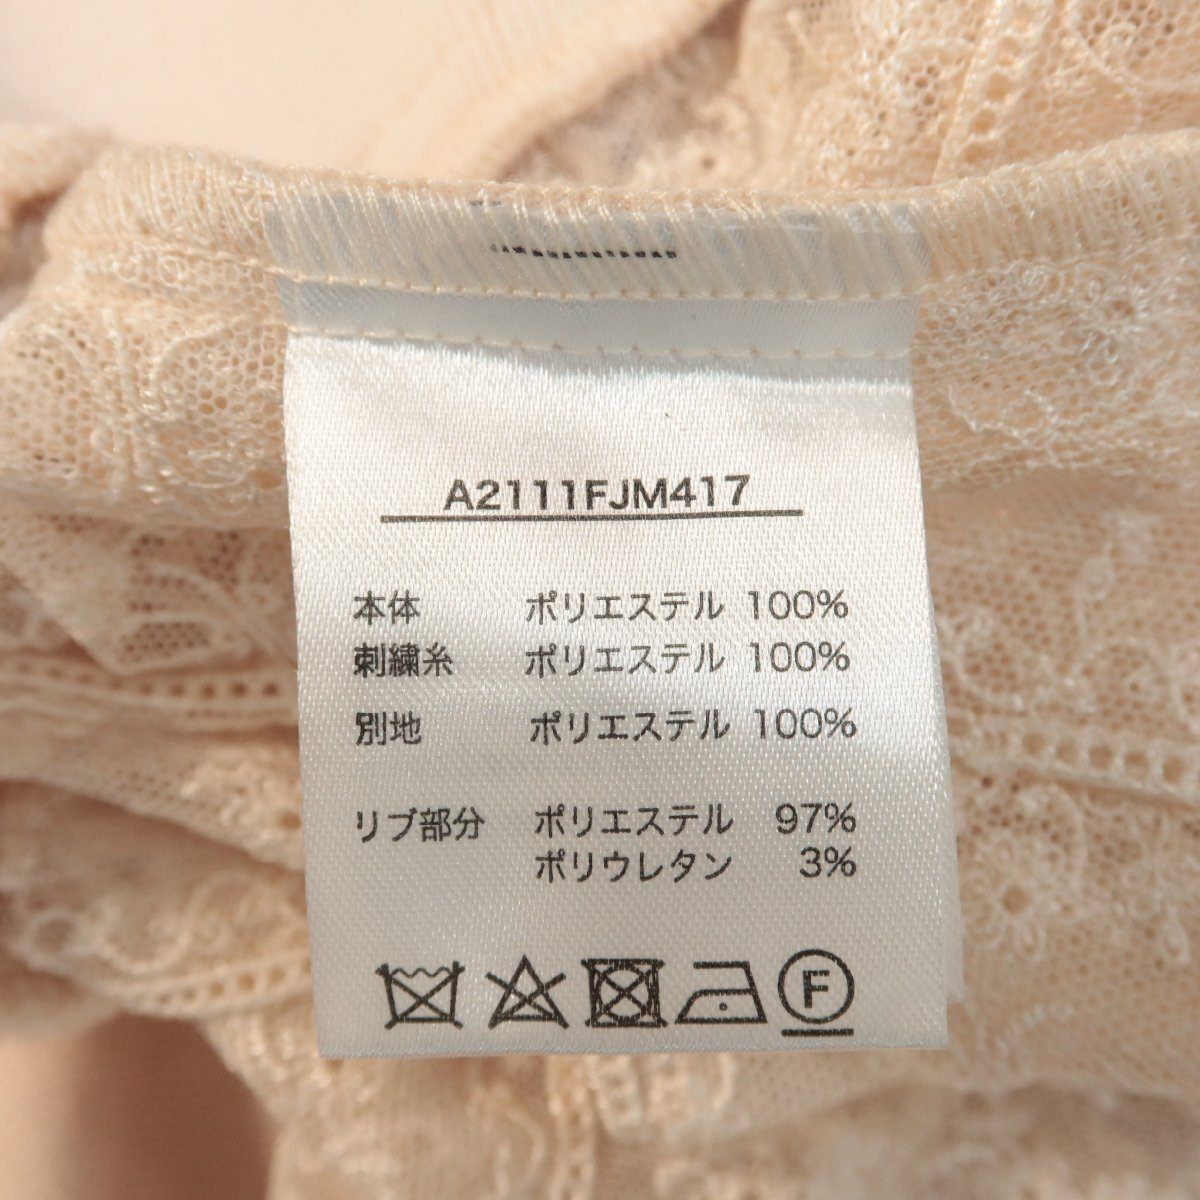 A2111FJM417
本体 ポリエステル 100%
刺繍糸 ポリエステル 100%
別地 ポリエステル 100%
リブ部分 ポリエステル 97%
ポリウレタン 3%
F